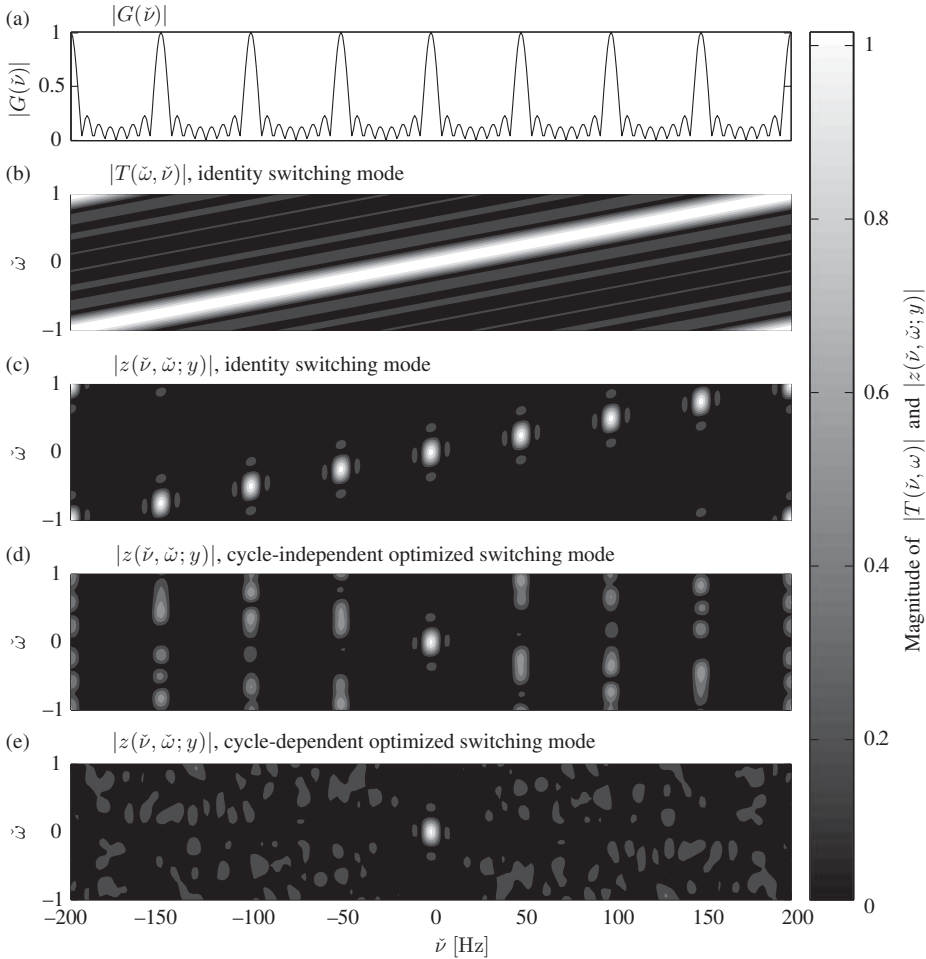 (a)
|G(ν̌)|
1
0.5
0
|G(ν̌)|
(b)
|T(ω̌, ν̌)|, identity switching mode
1
0
−1
ω̌
(c)
|z(ν̌, ω̌; y)|, identity switching mode
1
0
−1
ω̌
(d)
|z(ν̌, ω̌; y)|, cycle-independent optimized switching mode
1
0
−1
ω̌
(e)
|z(ν̌, ω̌; y)|, cycle-dependent optimized switching mode
1
0
−1
ω̌
−200 −150 −100 −50 0 50 100 150 200
ν̌ [Hz]
1
0.8
0.6
0.4
0.2
0
Magnitude of |T(ν̌, ω)| and |z(ν̌, ω̌; y)|